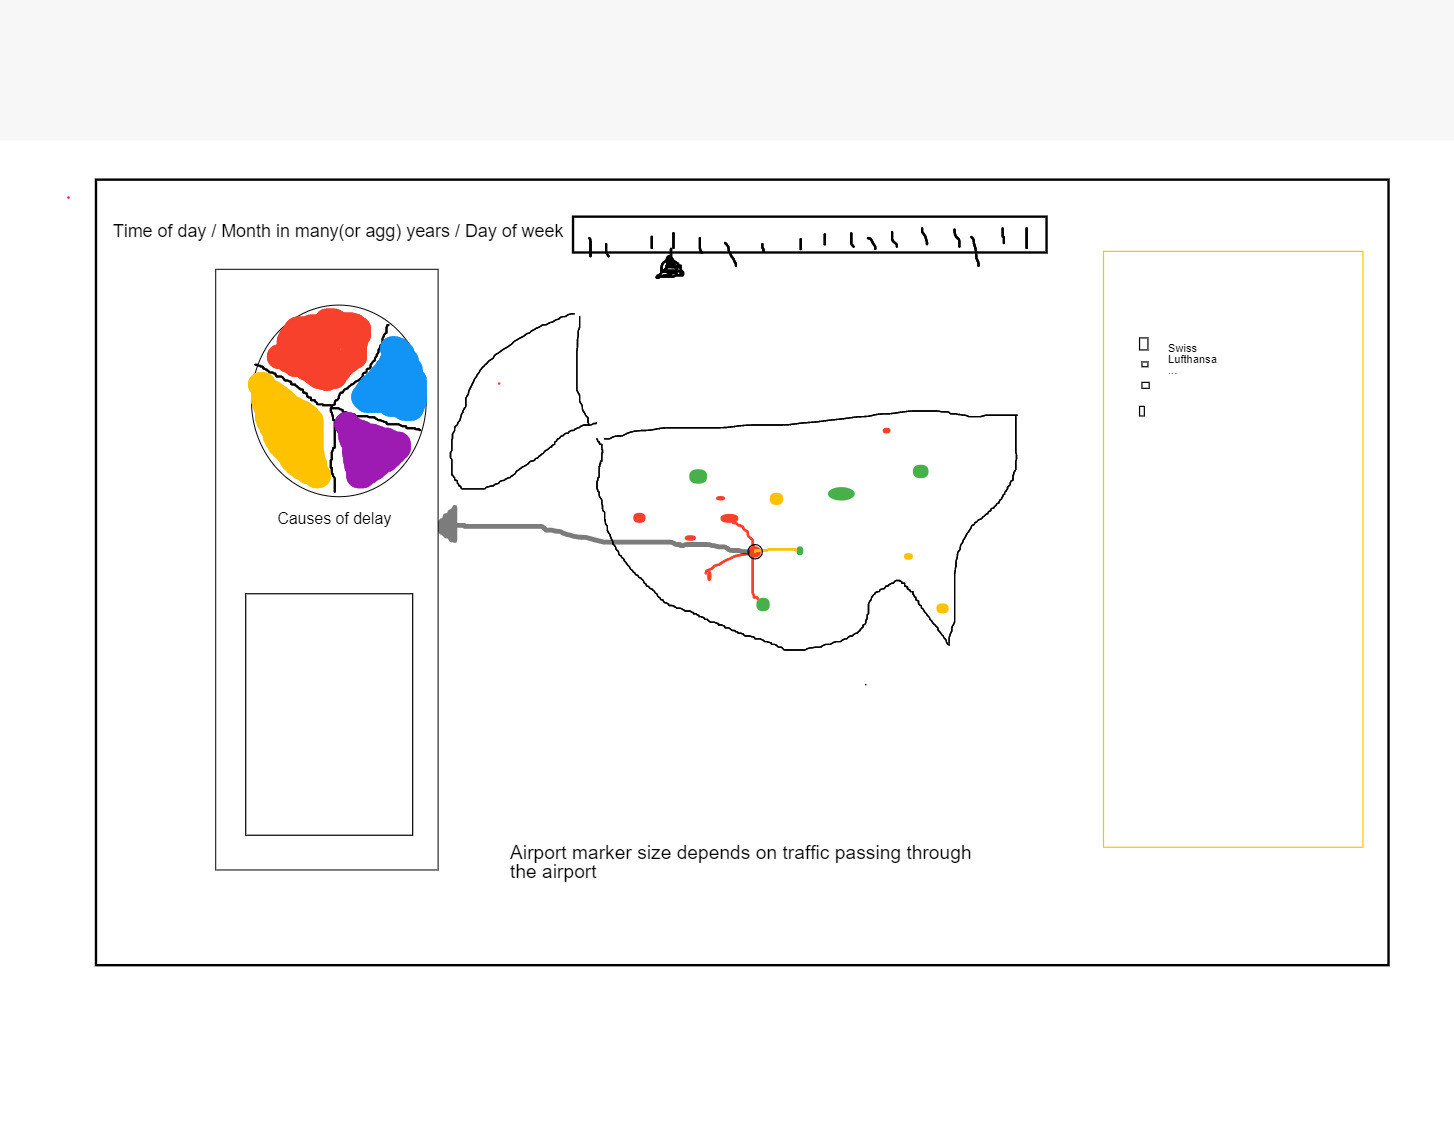 Time of day / Month in many(or agg) years / Day of week
Causes of delay
Swiss
Lufthansa
...
Airport marker size depends on traffic passing through
the airport